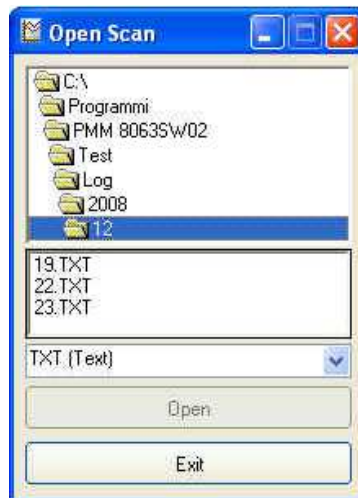 Open Scan
C:\
Programmi
PMM 8063SW02
Test
Log
2008
12
19.TXT
22.TXT
23.TXT
TXT (Text)
Open
Exit